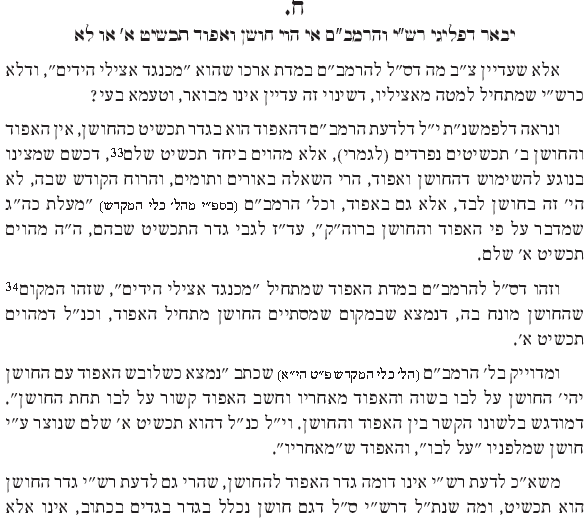 ח.
יבאר דפליגי רש"י והרמב"ם אי הוי חושן ואפוד תכשיט א' או לא
אלא שעדיין צ"ב מה דס"ל להרמב"ם במדת ארכו שהוא "מכנגד אצילי הידים", ודלא
כרש"י שמתחיל למטה מאציליו, דשינוי זה עדיין אינו מבואר, וטעמא בעי?
ונראה דלפמשנ"ת י"ל דלדעת הרמב"ם דהאפוד הוא בגדר תכשיט כהחושן, אין האפוד
והחושן ב' תכשיטים נפרדים (לגמרי), אלא מהוים ביחד תכשיט שלם33, דכשם שמצינו
בנוגע להשימוש דהחושן ואפוד, הרי השאלה באורים ותומים, והרוח הקודש שבה, לא
הי' זה בחושן לבד, אלא גם באפוד, וכל' הרמב"ם (בספ"י מהל' כלי המקדש) "מעלת כה"ג
שמדבר על פי האפוד והחושן ברוה"ק", עד"ז לגבי גדר התכשיט שבהם, ה"ה מהוים
תכשיט א' שלם.
וזהו דס"ל להרמב"ם במדת האפוד שמתחיל "מכנגד אצילי הידים", שזהו המקום34
שהחושן מונח בה, דנמצא שבמקום שמסתיים החושן מתחיל האפוד, וכנ"ל דמהוים
תכשיט א'.
ומדוייק בל' הרמב"ם (הל' כלי המקדש פ"ט הי"א) שכתב "נמצא כשלובש האפוד עם החושן
יהי' החושן על לבו בשוה והאפוד מאחריו וחשב האפוד קשור על לבו תחת החושן".
דמודגש בלשונו הקשר בין האפוד והחושן. וי"ל כנ"ל דהוא תכשיט א' שלם שנוצר ע"י
חושן שמלפניו "על לבו", והאפוד ש"מאחריו".
משא"כ לדעת רש"י אינו דומה גדר האפוד להחושן, שהרי גם לדעת רש"י גדר החושן
הוא תכשיט, ומה שנת"ל דרש"י ס"ל דגם חושן נכלל בגדר בגדים בכתוב, אינו אלא